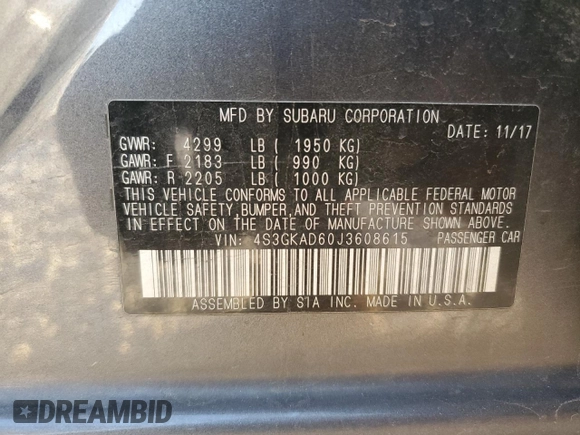 MFD BY SUBARU CORPORATION
DATE: 11/17
GVWR: 4299 LB ( 1950 KG)
GAWR: F 2183 LB ( 990 KG)
GAWR: R 2205 LB ( 1000 KG)
THIS VEHICLE CONFORMS TO ALL APPLICABLE FEDERAL MOTOR
VEHICLE SAFETY,BUMPER,AND THEFT PREVENTION STANDARDS
IN EFFECT ON THE DATE OF MANUFACTURE SHOWN ABOVE.
VIN: 4S3GKAD60J3608615 PASSENGER CAR
ASSEMBLED BY SIA INC. MADE IN U.S.A.
DREAMBID